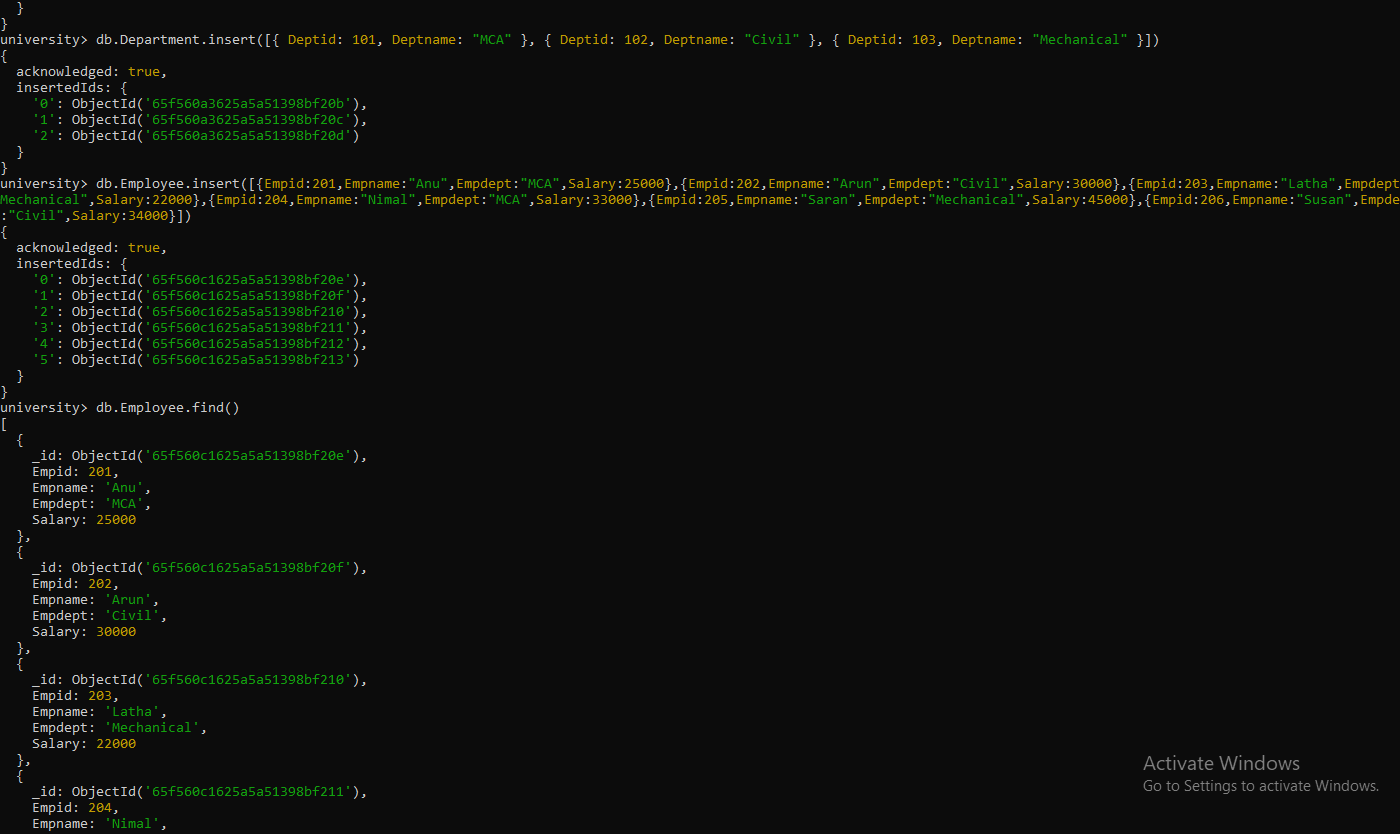 }
}
university> db.Department.insert([{ Deptid: 101, Deptname: "MCA" }, { Deptid: 102, Deptname: "Civil" }, { Deptid: 103, Deptname: "Mechanical" }])
{
  acknowledged: true,
  insertedIds: {
    '0': ObjectId('65f560a3625a5a51398bf20b'),
    '1': ObjectId('65f560a3625a5a51398bf20c'),
    '2': ObjectId('65f560a3625a5a51398bf20d')
  }
}
university> db.Employee.insert([{Empid:201,Empname:"Anu",Empdept:"MCA",Salary:25000},{Empid:202,Empname:"Arun",Empdept:"Civil",Salary:30000},{Empid:203,Empname:"Latha",Empdept
Mechanical",Salary:22000},{Empid:204,Empname:"Nimal",Empdept:"MCA",Salary:33000},{Empid:205,Empname:"Saran",Empdept:"Mechanical",Salary:45000},{Empid:206,Empname:"Susan",Empde
:"Civil",Salary:34000}])
{
  acknowledged: true,
  insertedIds: {
    '0': ObjectId('65f560c1625a5a51398bf20e'),
    '1': ObjectId('65f560c1625a5a51398bf20f'),
    '2': ObjectId('65f560c1625a5a51398bf210'),
    '3': ObjectId('65f560c1625a5a51398bf211'),
    '4': ObjectId('65f560c1625a5a51398bf212'),
    '5': ObjectId('65f560c1625a5a51398bf213')
  }
}
university> db.Employee.find()
[
  {
    _id: ObjectId('65f560c1625a5a51398bf20e'),
    Empid: 201,
    Empname: 'Anu',
    Empdept: 'MCA',
    Salary: 25000
  },
  {
    _id: ObjectId('65f560c1625a5a51398bf20f'),
    Empid: 202,
    Empname: 'Arun',
    Empdept: 'Civil',
    Salary: 30000
  },
  {
    _id: ObjectId('65f560c1625a5a51398bf210'),
    Empid: 203,
    Empname: 'Latha',
    Empdept: 'Mechanical',
    Salary: 22000
  },
  {
    _id: ObjectId('65f560c1625a5a51398bf211'),
    Empid: 204,
    Empname: 'Nimal',
Activate Windows
Go to Settings to activate Windows.